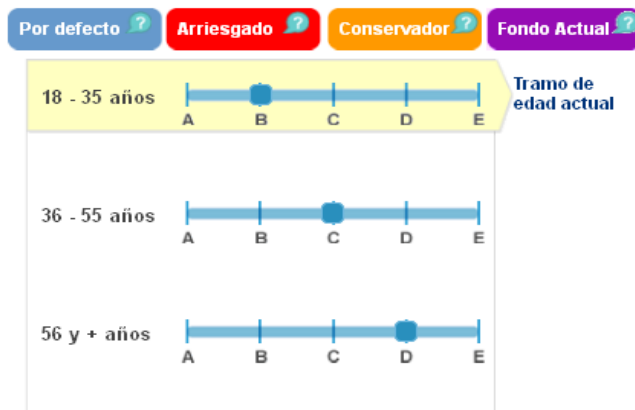 Por defecto ? Arriesgado ? Conservador ? Fondo Actual ?
18 - 35 años
A B C D E
Tramo de
edad actual
36 - 55 años
A B C D E
56 y + años
A B C D E